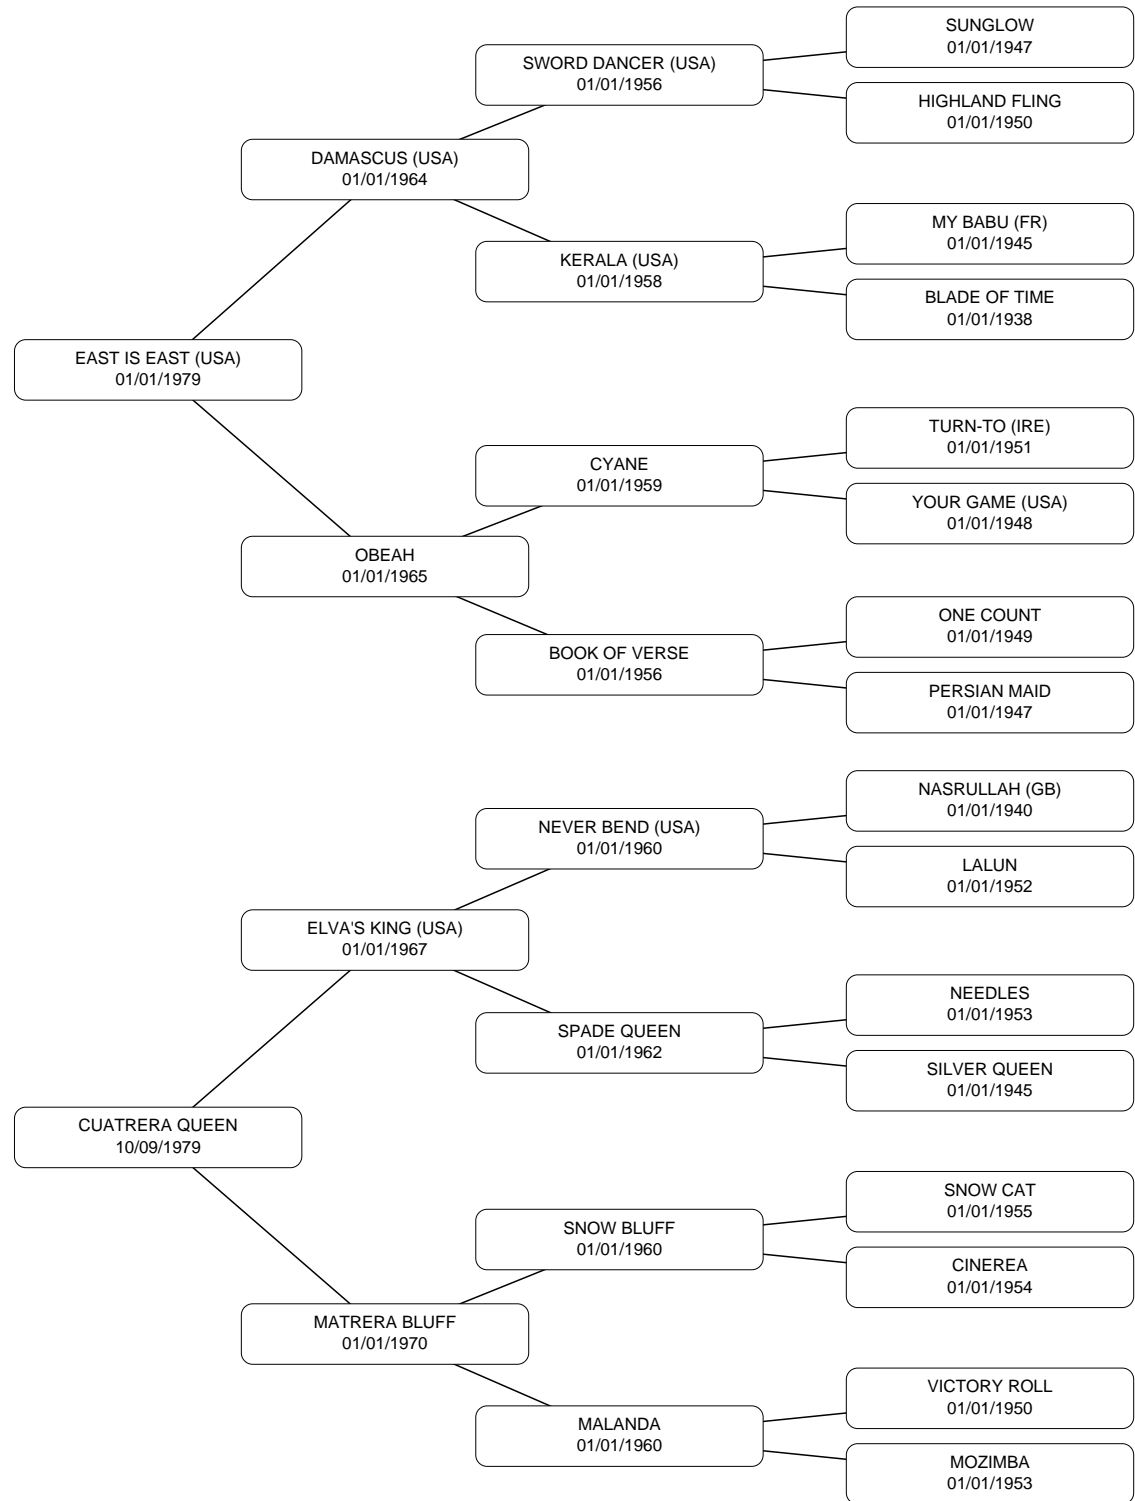 SUNGLOW
01/01/1947
SWORD DANCER (USA)
01/01/1956
HIGHLAND FLING
01/01/1950
DAMASCUS (USA)
01/01/1964
MY BABU (FR)
01/01/1945
KERALA (USA)
01/01/1958
BLADE OF TIME
01/01/1938
EAST IS EAST (USA)
01/01/1979
TURN-TO (IRE)
01/01/1951
CYANE
01/01/1959
YOUR GAME (USA)
01/01/1948
OBEAH
01/01/1965
ONE COUNT
01/01/1949
BOOK OF VERSE
01/01/1956
PERSIAN MAID
01/01/1947
NASRULLAH (GB)
01/01/1940
NEVER BEND (USA)
01/01/1960
LALUN
01/01/1952
ELVA'S KING (USA)
01/01/1967
NEEDLES
01/01/1953
SPADE QUEEN
01/01/1962
SILVER QUEEN
01/01/1945
CUATRERA QUEEN
10/09/1979
SNOW CAT
01/01/1955
SNOW BLUFF
01/01/1960
CINEREA
01/01/1954
MATRERA BLUFF
01/01/1970
VICTORY ROLL
01/01/1950
MALANDA
01/01/1960
MOZIMBA
01/01/1953